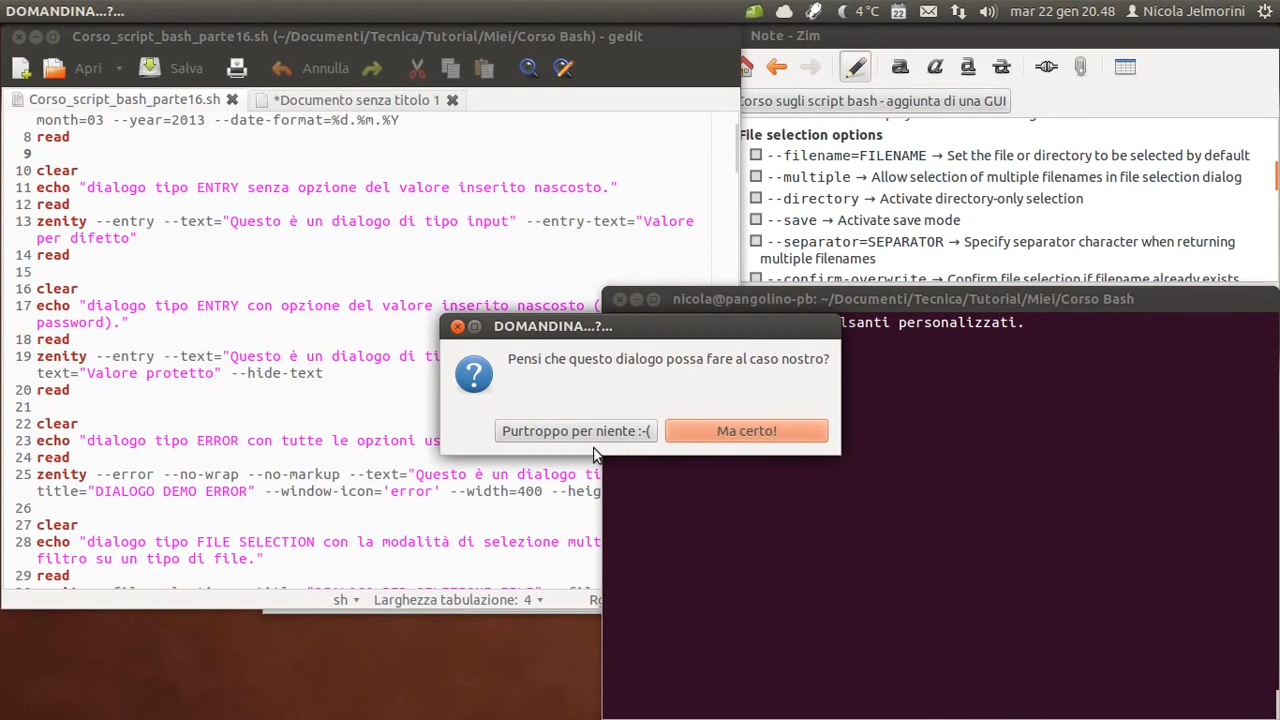 DOMANDINA...?...
4 °C
22
mar 22 gen 20.48
Nicola Jelmorini
Corso_script_bash_parte16.sh (~/Documenti/Tecnica/Tutorial/Miei/Corso Bash) - gedit
Apri
Salva
Annulla
Corso_script_bash_parte16.sh
*Documento senza titolo 1
month=03 --year=2013 --date-format=%d.%m.%Y
8 read
9
10 clear
11 echo "dialogo tipo ENTRY senza opzione del valore inserito nascosto."
12 read
13 zenity --entry --text="Questo è un dialogo di tipo input" --entry-text="Valore
per difetto"
14 read
15
16 clear
17 echo "dialogo tipo ENTRY con opzione del valore inserito nascosto (
password)."
18 read
19 zenity --entry --text="Questo è un dialogo di ti
text="Valore protetto" --hide-text
20 read
21
22 clear
23 echo "dialogo tipo ERROR con tutte le opzioni us
24 read
25 zenity --error --no-wrap --no-markup --text="Questo è un dialogo ti
title="DIALOGO DEMO ERROR" --window-icon='error' --width=400 --heig
26
27 clear
28 echo "dialogo tipo FILE SELECTION con la modalità di selezione mult
filtro su un tipo di file."
29 read
sh
Larghezza tabulazione: 4
Rg
Note - Zim
Corso sugli script bash - aggiunta di una GUI
File selection options
--filename=FILENAME → Set the file or directory to be selected by default
--multiple → Allow selection of multiple filenames in file selection dialog
--directory → Activate directory-only selection
--save → Activate save mode
--separator=SEPARATOR → Specify separator character when returning
multiple filenames
--confirm-overwrite → Confirm file selection if filename already exists
nicola@pangolino-pb: ~/Documenti/Tecnica/Tutorial/Miei/Corso Bash
lsanti personalizzati.
DOMANDINA...?...
Pensi che questo dialogo possa fare al caso nostro?
Purtroppo per niente :-(
Ma certo!